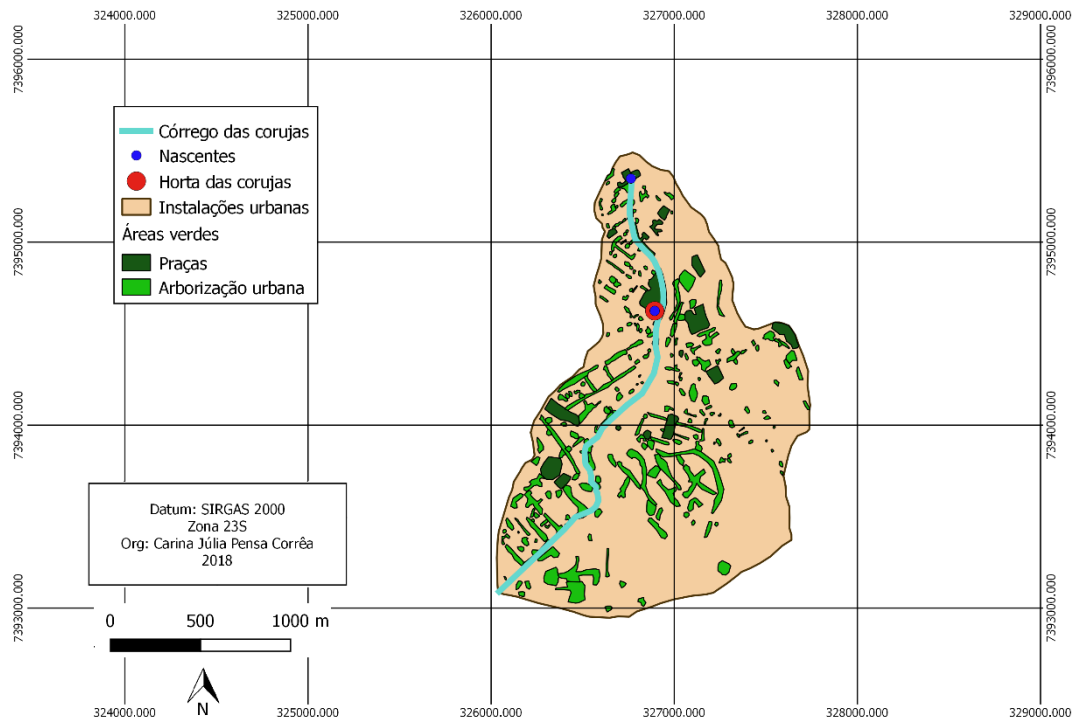 324000.000 325000.000 326000.000 327000.000 328000.000 329000.000
7396000.000 7396000.000
Córrego das corujas
Nascentes
Horta das corujas
Instalações urbanas
Áreas verdes
Praças
Arborização urbana
7395000.000 7395000.000
7394000.000 7394000.000
Datum: SIRGAS 2000
Zona 23S
Org: Carina Júlia Pensa Corrêa
2018
7393000.000 7393000.000
0 500 1000 m
N
324000.000 325000.000 326000.000 327000.000 328000.000 329000.000